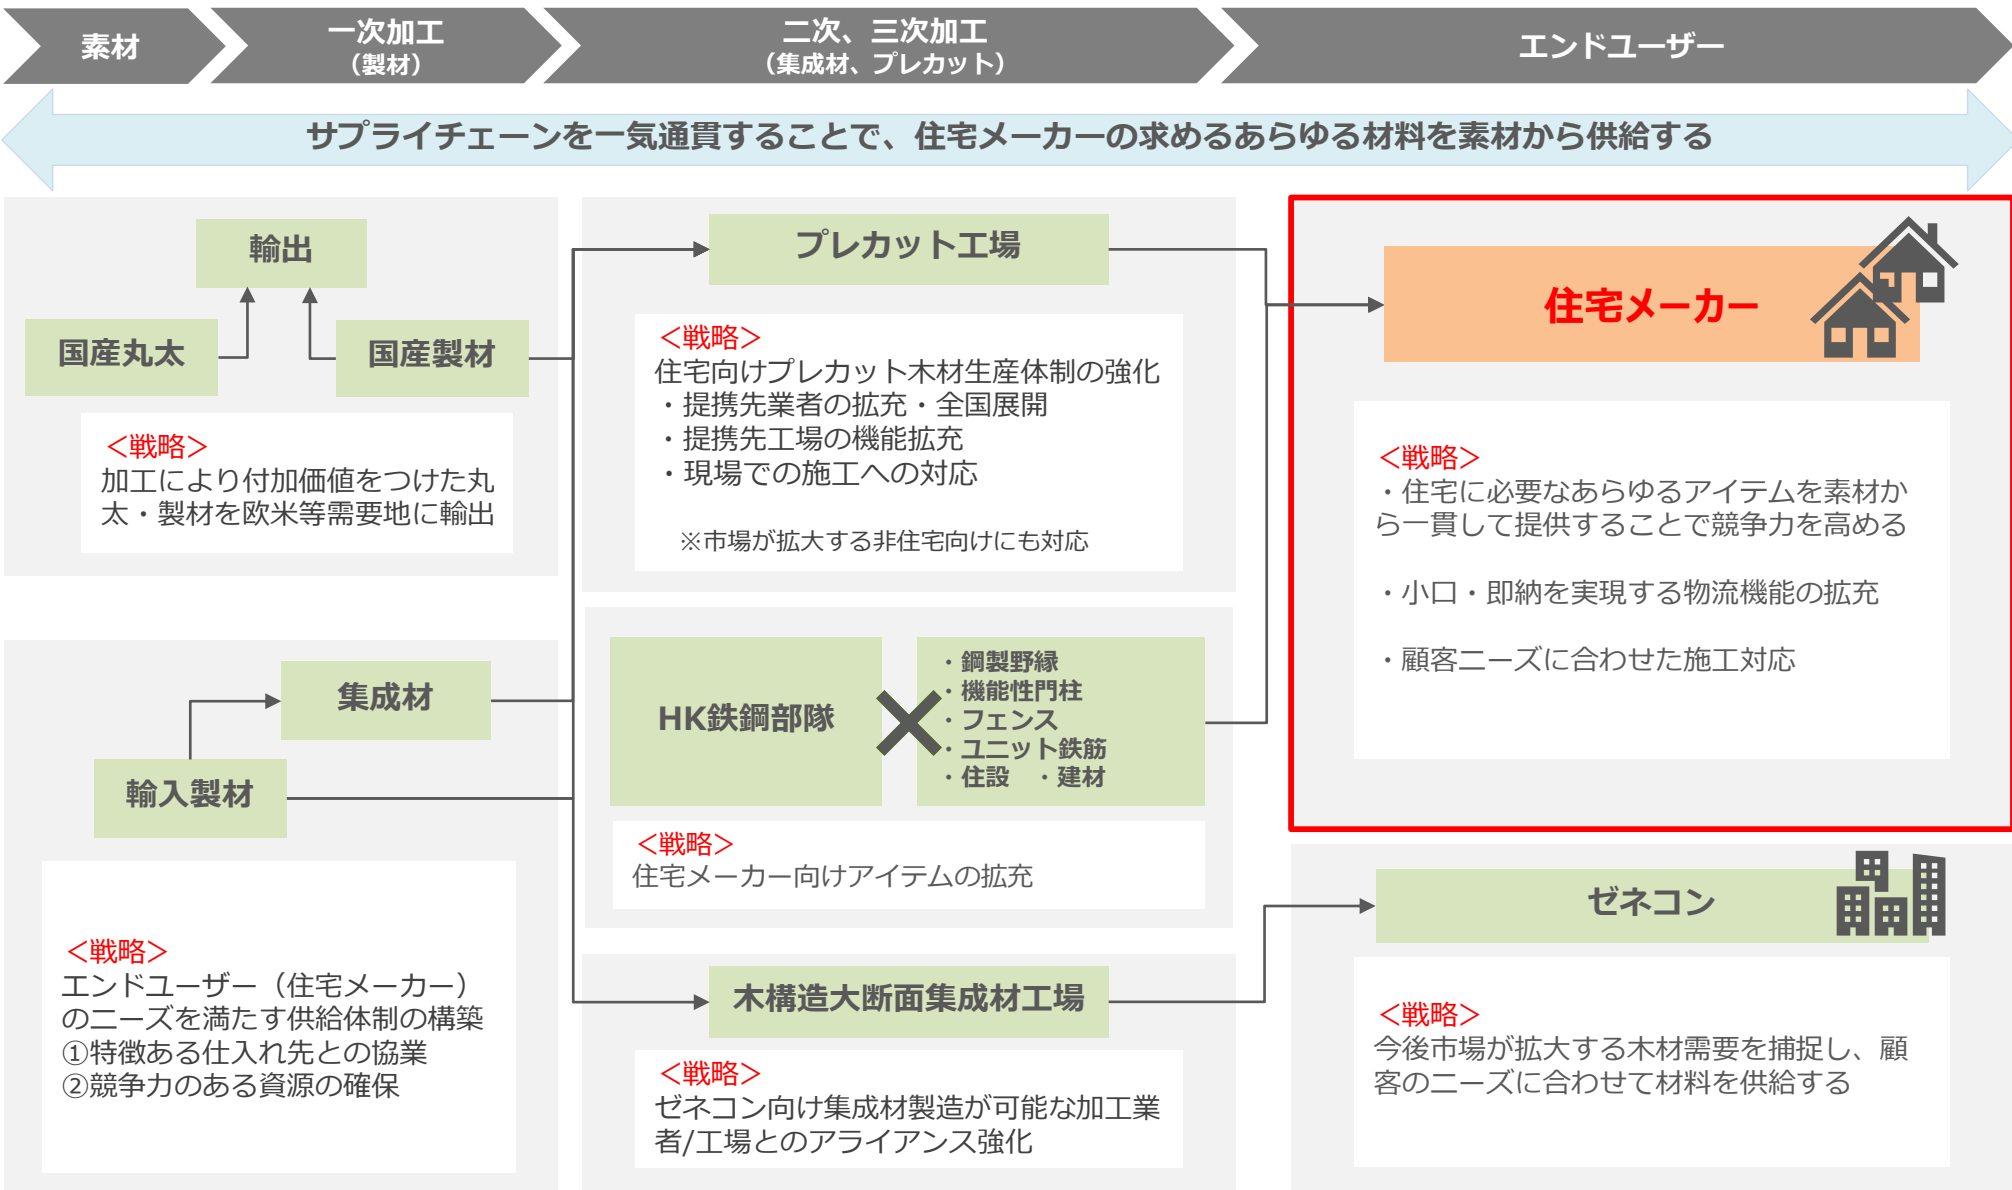 素材
一次加工
（製材）
二次、三次加工
（集成材、プレカット）
エンドユーザー
サプライチェーンを一気通貫することで、住宅メーカーの求めるあらゆる材料を素材から供給する
輸出
国産丸太
国産製材
＜戦略＞
加工により付加価値をつけた丸
太・製材を欧米等需要地に輸出
集成材
輸入製材
＜戦略＞
エンドユーザー（住宅メーカー）
のニーズを満たす供給体制の構築
①特徴ある仕入れ先との協業
②競争力のある資源の確保
プレカット工場
＜戦略＞
住宅向けプレカット木材生産体制の強化
・提携先業者の拡充・全国展開
・提携先工場の機能拡充
・現場での施工への対応
※市場が拡大する非住宅向けにも対応
HK鉄鋼部隊
・鋼製野縁
・機能性門柱
・フェンス
・ユニット鉄筋
・住設　・建材
＜戦略＞
住宅メーカー向けアイテムの拡充
木構造大断面集成材工場
＜戦略＞
ゼネコン向け集成材製造が可能な加工業
者/工場とのアライアンス強化
住宅メーカー
＜戦略＞
・住宅に必要なあらゆるアイテムを素材か
ら一貫して提供することで競争力を高める
・小口・即納を実現する物流機能の拡充
・顧客ニーズに合わせた施工対応
ゼネコン
＜戦略＞
今後市場が拡大する木材需要を捕捉し、顧
客のニーズに合わせて材料を供給する